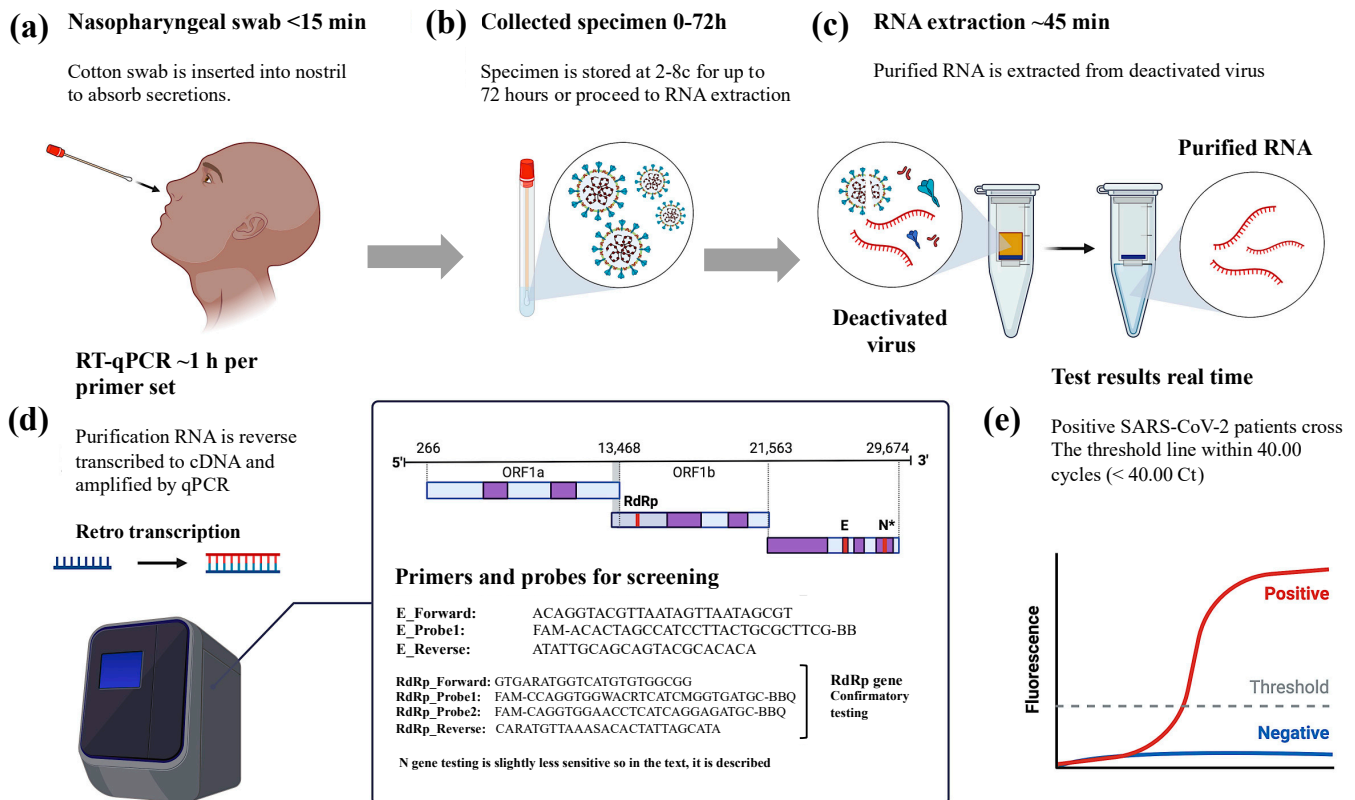 (a) Nasopharyngeal swab <15 min
Cotton swab is inserted into nostril
to absorb secretions.
(b) Collected specimen 0-72h
Specimen is stored at 2-8c for up to
72 hours or proceed to RNA extraction
(c) RNA extraction ~45 min
Purified RNA is extracted from deactivated virus
Deactivated
virus
Purified RNA
(d) RT-qPCR ~1 h per
primer set
Purification RNA is reverse
transcribed to cDNA and
amplified by qPCR
Retro transcription
266 13,468 21,563 29,674
5' ORF1a ORF1b 3'
RdRp
E N*
Primers and probes for screening
E_Forward: ACAGGTACGTTAATAGTTAATAGCGT
E_Probe1: FAM-ACACTAGCCATCCTTACTGCGCTTCG-BB
E_Reverse: ATATTGCAGCAGTACGCACACA
RdRp_Forward: GTGARATGGTCATGTGTGGCGG
RdRp_Probe1: FAM-CCAGGTGGWACRTCATCMGGTGATGC-BBQ
RdRp_Probe2: FAM-CAGGTGGAACCTCATCAGGAGATGC-BBQ
RdRp_Reverse: CARATGTTAAASACACTATTAGCATA
RdRp gene
Confirmatory
testing
N gene testing is slightly less sensitive so in the text, it is described
(e) Test results real time
Positive SARS-CoV-2 patients cross
The threshold line within 40.00
cycles (< 40.00 Ct)
Fluorescence
Positive
Threshold
Negative